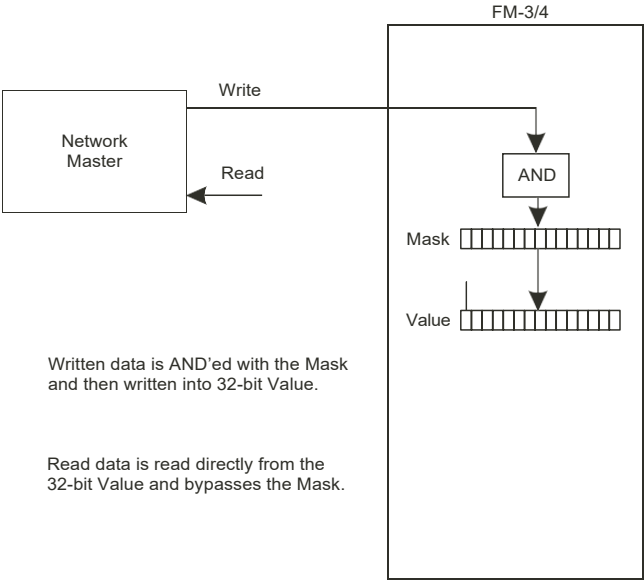 FM-3/4
Write
Network
Master
Read
AND
Mask
Value
Written data is AND’ed with the Mask
and then written into 32-bit Value.
Read data is read directly from the
32-bit Value and bypasses the Mask.